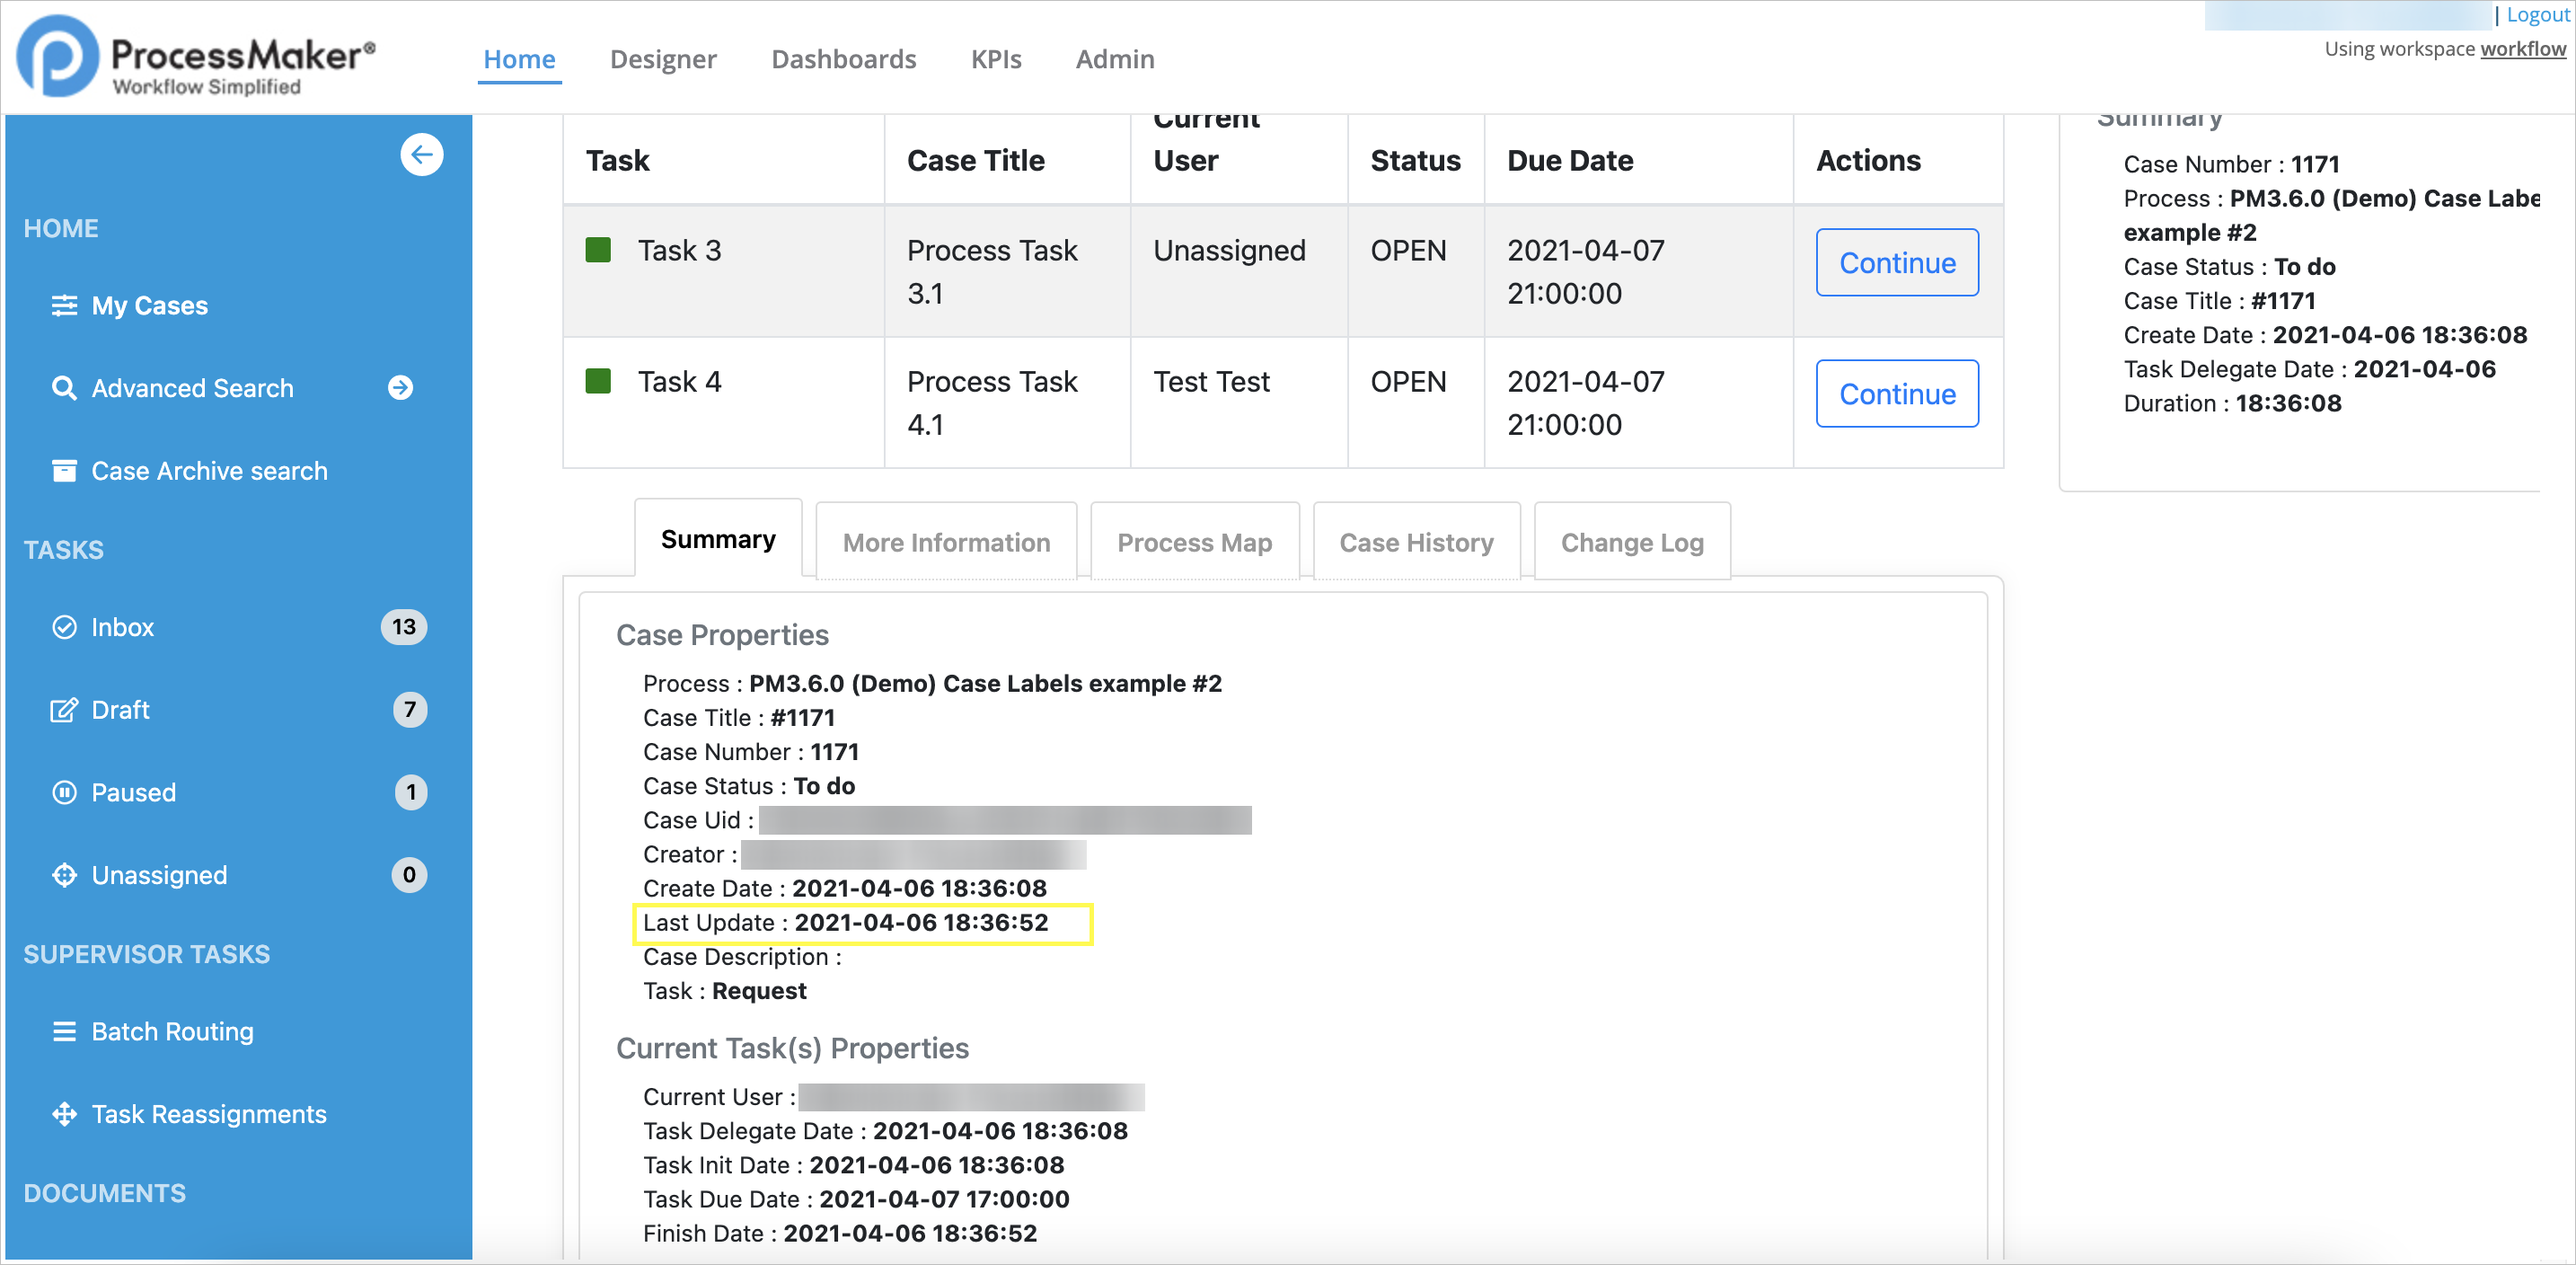 ProcessMaker®
Workflow Simplified
Home Designer Dashboards KPIs Admin
| Logout
Using workspace workflow
HOME
My Cases
Advanced Search
Case Archive search
TASKS
Inbox 13
Draft 7
Paused 1
Unassigned 0
SUPERVISOR TASKS
Batch Routing
Task Reassignments
DOCUMENTS
Task Case Title Current User Status Due Date Actions
Task 3 Process Task 3.1 Unassigned OPEN 2021-04-07 21:00:00 Continue
Task 4 Process Task 4.1 Test Test OPEN 2021-04-07 21:00:00 Continue
Summary More Information Process Map Case History Change Log
Case Properties
Process : PM3.6.0 (Demo) Case Labels example #2
Case Title : #1171
Case Number : 1171
Case Status : To do
Case Uid :
Creator :
Create Date : 2021-04-06 18:36:08
Last Update : 2021-04-06 18:36:52
Case Description :
Task : Request
Current Task(s) Properties
Current User :
Task Delegate Date : 2021-04-06 18:36:08
Task Init Date : 2021-04-06 18:36:08
Task Due Date : 2021-04-07 17:00:00
Finish Date : 2021-04-06 18:36:52
Summary
Case Number : 1171
Process : PM3.6.0 (Demo) Case Labe
example #2
Case Status : To do
Case Title : #1171
Create Date : 2021-04-06 18:36:08
Task Delegate Date : 2021-04-06
Duration : 18:36:08